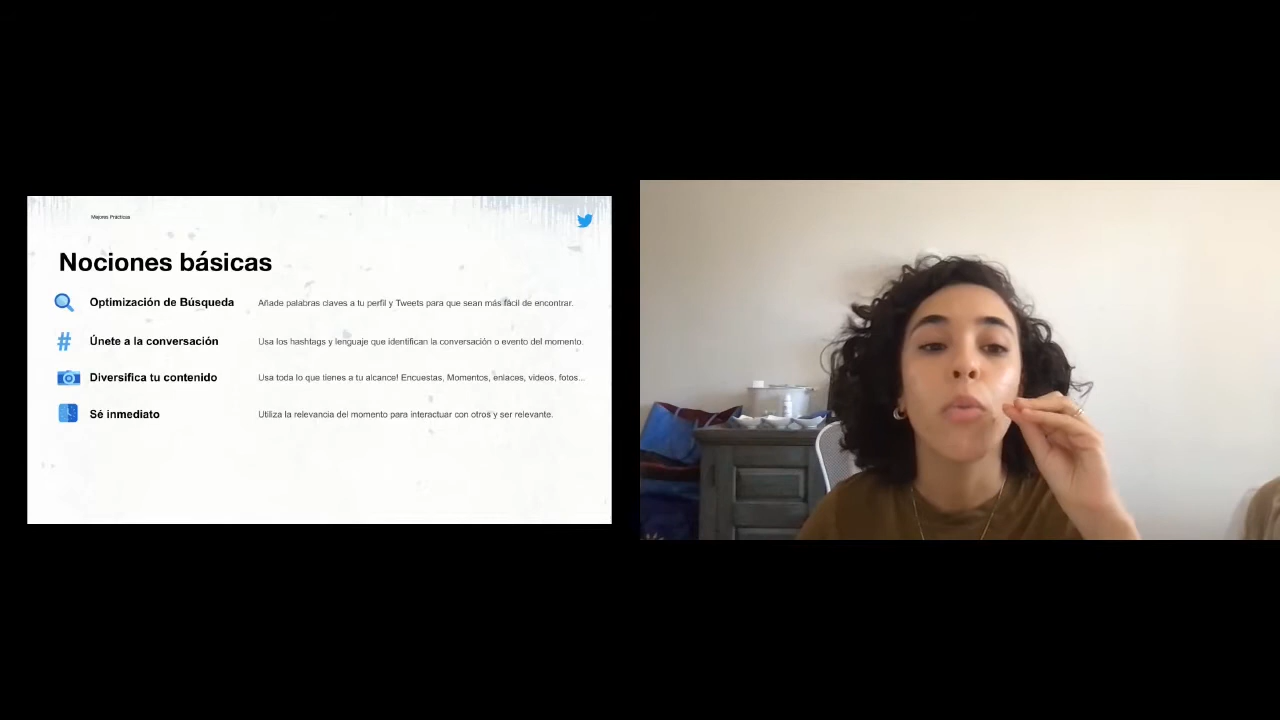 Mejores Prácticas
Nociones básicas
Optimización de Búsqueda Añade palabras claves a tu perfil y Tweets para que sean más fácil de encontrar.
# Únete a la conversación Usa los hashtags y lenguaje que identifican la conversación o evento del momento.
Diversifica tu contenido Usa toda lo que tienes a tu alcance! Encuestas, Momentos, enlaces, videos, fotos...
Sé inmediato Utiliza la relevancia del momento para interactuar con otros y ser relevante.